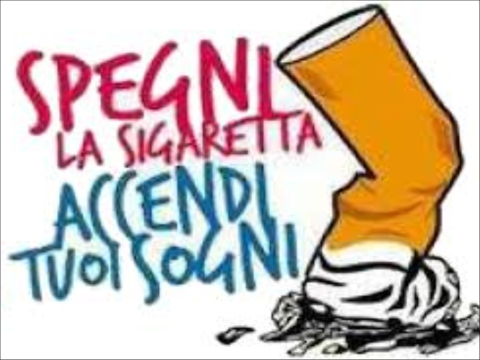 SPEGNI
LA SIGARETTA
ACCENDI
TUOI SOGNI